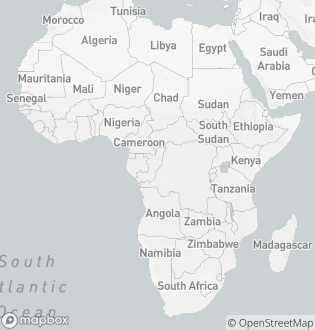 Tunisia
Morocco
Iraq
Algeria
Libya
Egypt
Saudi
Arabia
Mauritania
Mali
Niger
Chad
Yemen
Senegal
Sudan
Nigeria
South
Sudan
Ethiopia
Cameroon
Kenya
Tanzania
Angola
Zambia
Zimbabwe
Madagascar
Namibia
South
Atlantic
Ocean
South Africa
mapbox
© OpenStreetMap